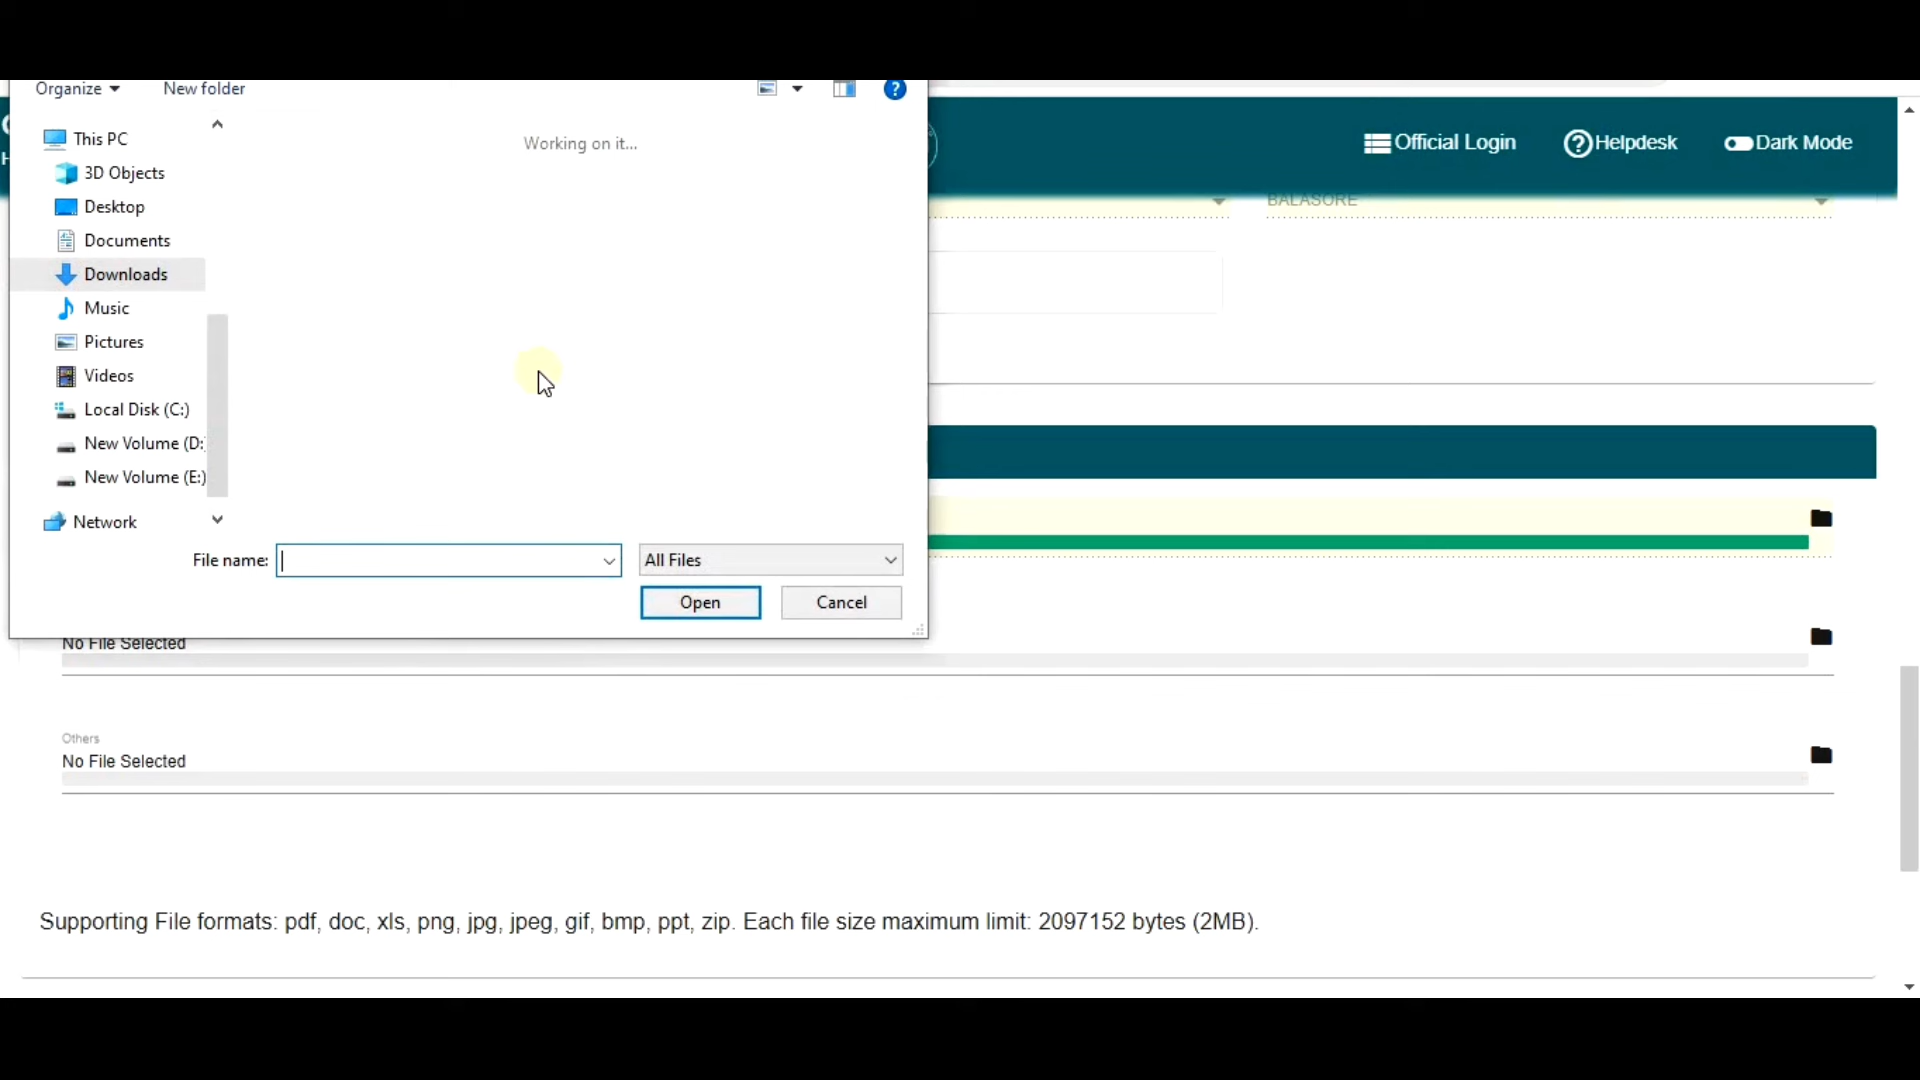 Organize
New folder
?
This PC
Working on it...
Official Login
?
Helpdesk
Dark Mode
3D Objects
BALASORE
Desktop
Documents
Downloads
Music
Pictures
Videos
Local Disk (C:)
New Volume (D:
New Volume (E:)
Network
File name:
All Files
Open
Cancel
No File Selected
Others
No File Selected
Supporting File formats: pdf, doc, xls, png, jpg, jpeg, gif, bmp, ppt, zip. Each file size maximum limit: 2097152 bytes (2MB).